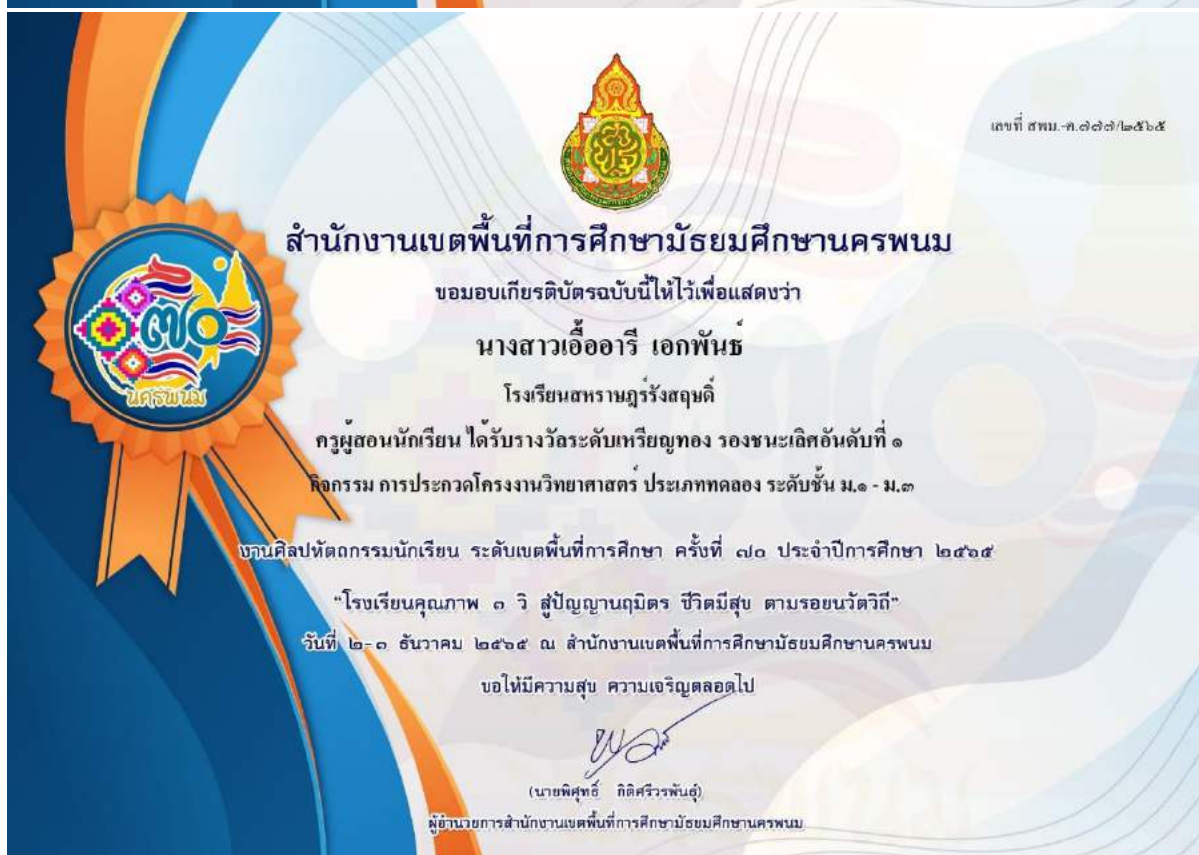 เลขที่ สพม.-ค.๗๗๗/๒๕๖๕
สำนักงานเขตพื้นที่การศึกษามัธยมศึกษานครพนม
ขอมอบเกียรติบัตรฉบับนี้ให้ไว้เพื่อแสดงว่า
นางสาวเอื้ออารี เอกพันธ์
โรงเรียนสหราษฎร์รังสฤษดิ์
ครูผู้สอนนักเรียน ได้รับรางวัลระดับเหรียญทอง รองชนะเลิศอันดับที่ ๑
กิจกรรม การประกวดโครงงานวิทยาศาสตร์ ประเภททดลอง ระดับชั้น ม.๑ - ม.๓
๗๐
นครพนม
งานศิลปหัตถกรรมนักเรียน ระดับเขตพื้นที่การศึกษา ครั้งที่ ๗๐ ประจำปีการศึกษา ๒๕๖๕
"โรงเรียนคุณภาพ ๓ วิ สู่ปัญญานฤมิตร ชีวิตมีสุข ตามรอยนวัตวิถี"
วันที่ ๒-๓ ธันวาคม ๒๕๖๕ ณ สำนักงานเขตพื้นที่การศึกษามัธยมศึกษานครพนม
ขอให้มีความสุข ความเจริญตลอดไป
(นายพิศุทธิ์ กิติศรีวรพันธุ์)
ผู้อำนวยการสำนักงานเขตพื้นที่การศึกษามัธยมศึกษานครพนม